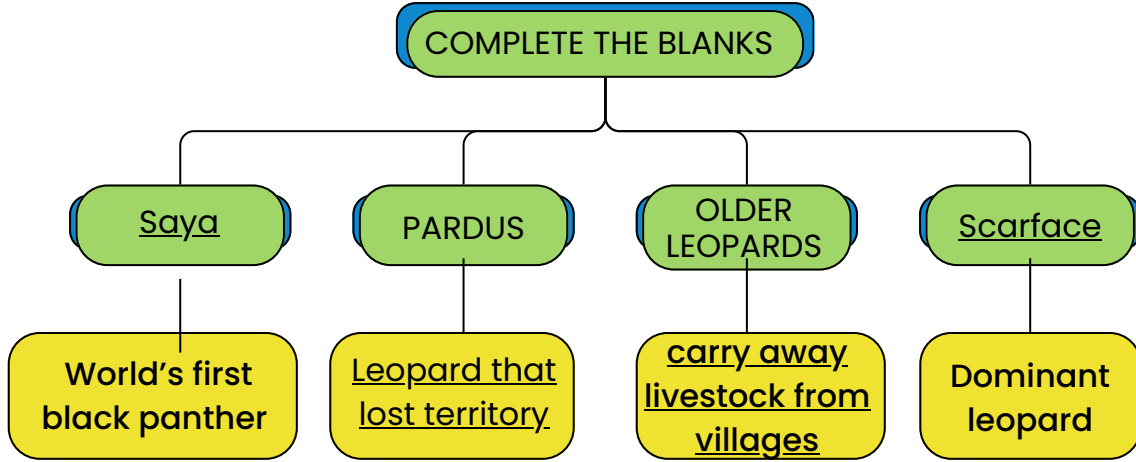 COMPLETE THE BLANKS
Saya
PARDUS
OLDER
LEOPARDS
Scarface
World’s first
black panther
Leopard that
lost territory
carry away
livestock from
villages
Dominant
leopard